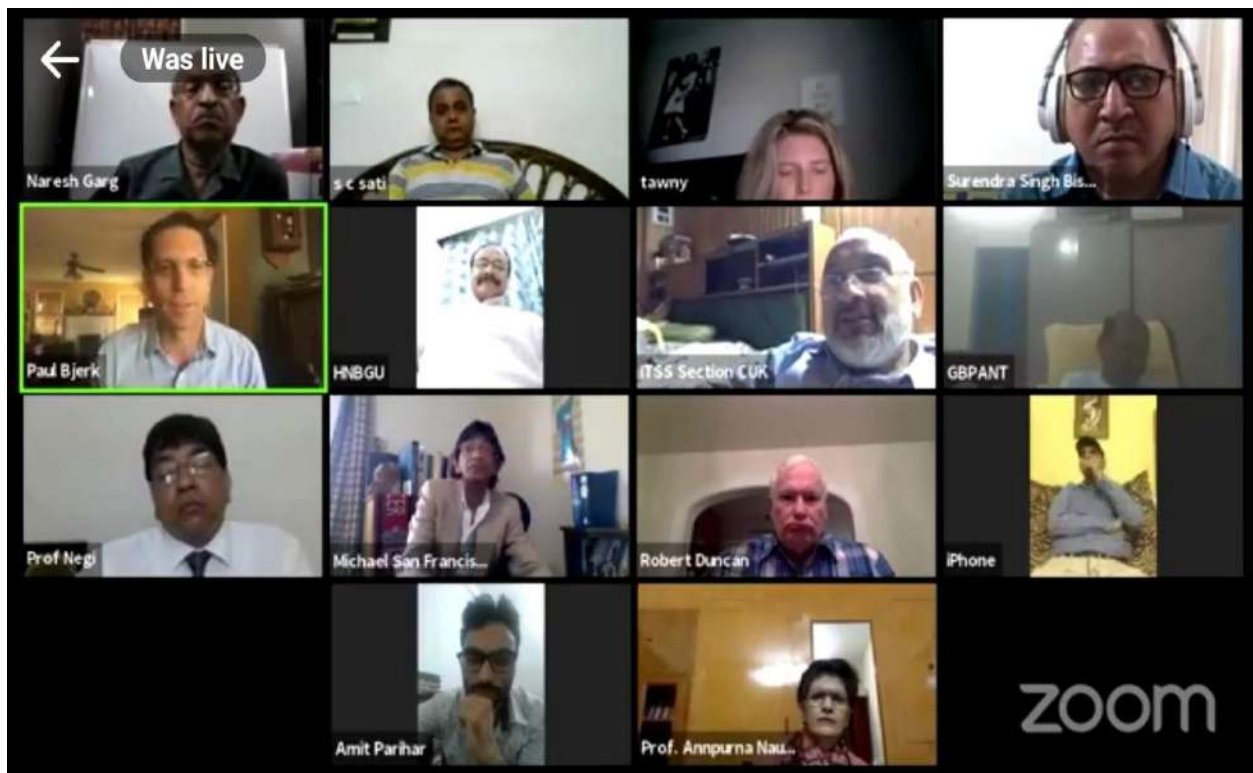 Was live
Naresh Garg
s c sati
tawny
Surendra Singh Bis...
Paul Bjerk
HNBGU
ITSS Section CUK
GBPANT
Prof Negi
Michael San Francis...
Robert Duncan
iPhone
Amit Parihar
Prof. Annpurna Nau...
zoom